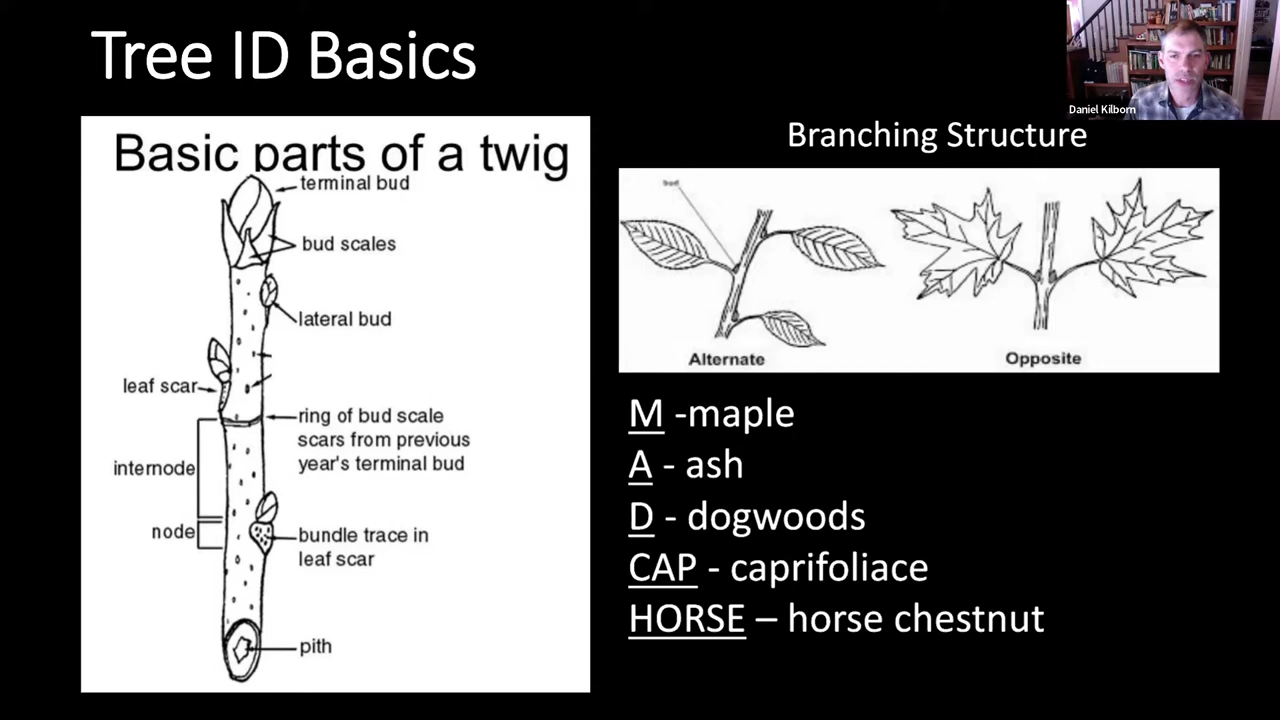 Tree ID Basics
Daniel Kilborn
Basic parts of a twig
terminal bud
bud scales
lateral bud
leaf scar
ring of bud scale
scars from previous
year's terminal bud
internode
node
bundle trace in
leaf scar
pith
Branching Structure
bud
Alternate
Opposite
M -maple
A - ash
D - dogwoods
CAP - caprifoliace
HORSE – horse chestnut